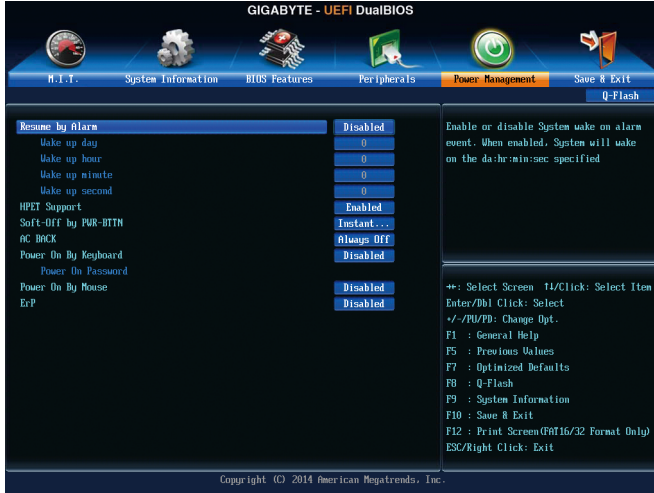 GIGABYTE - UEFI DualBIOS
M.I.T. System Information BIOS Features Peripherals Power Management Save & Exit
Q-Flash
Resume by Alarm Disabled
Wake up day 0
Wake up hour 0
Wake up minute 0
Wake up second 0
HPET Support Enabled
Soft-Off by PWR-BTTN Instant...
AC BACK Always Off
Power On By Keyboard Disabled
Power On Password
Power On By Mouse Disabled
ErP Disabled
Enable or disable System wake on alarm
event. When enabled, System will wake
on the da:hr:min:sec specified
→←: Select Screen ↑↓/Click: Select Item
Enter/Dbl Click: Select
+/-/PU/PD: Change Opt.
F1 : General Help
F5 : Previous Values
F7 : Optimized Defaults
F8 : Q-Flash
F9 : System Information
F10 : Save & Exit
F12 : Print Screen(FAT16/32 Format Only)
ESC/Right Click: Exit
Copyright (C) 2014 American Megatrends, Inc.